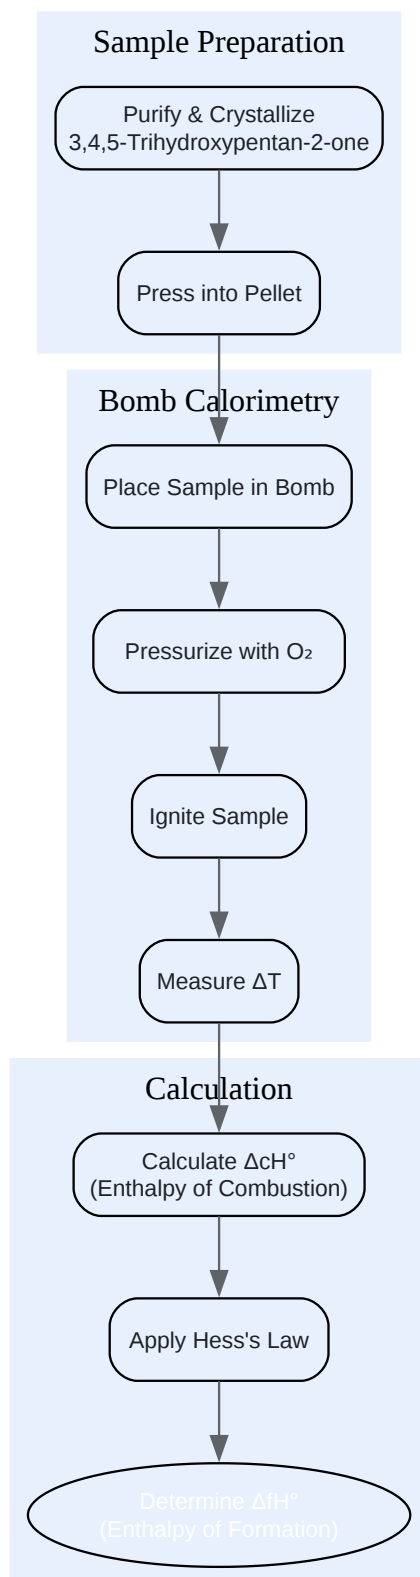 Sample Preparation
Purify & Crystallize
3,4,5-Trihydroxypentan-2-one
Press into Pellet
Bomb Calorimetry
Place Sample in Bomb
Pressurize with O₂
Ignite Sample
Measure ΔT
Calculation
Calculate ΔcH°
(Enthalpy of Combustion)
Apply Hess's Law
Determine ΔfH°
(Enthalpy of Formation)